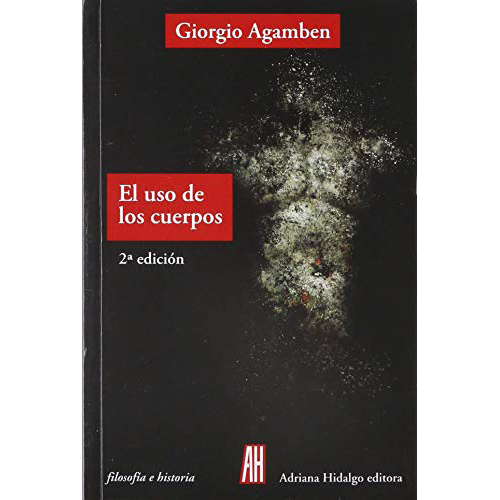 Giorgio Agamben
El uso de
los cuerpos
2ª edición
filosofía e historia
AH
Adriana Hidalgo editora